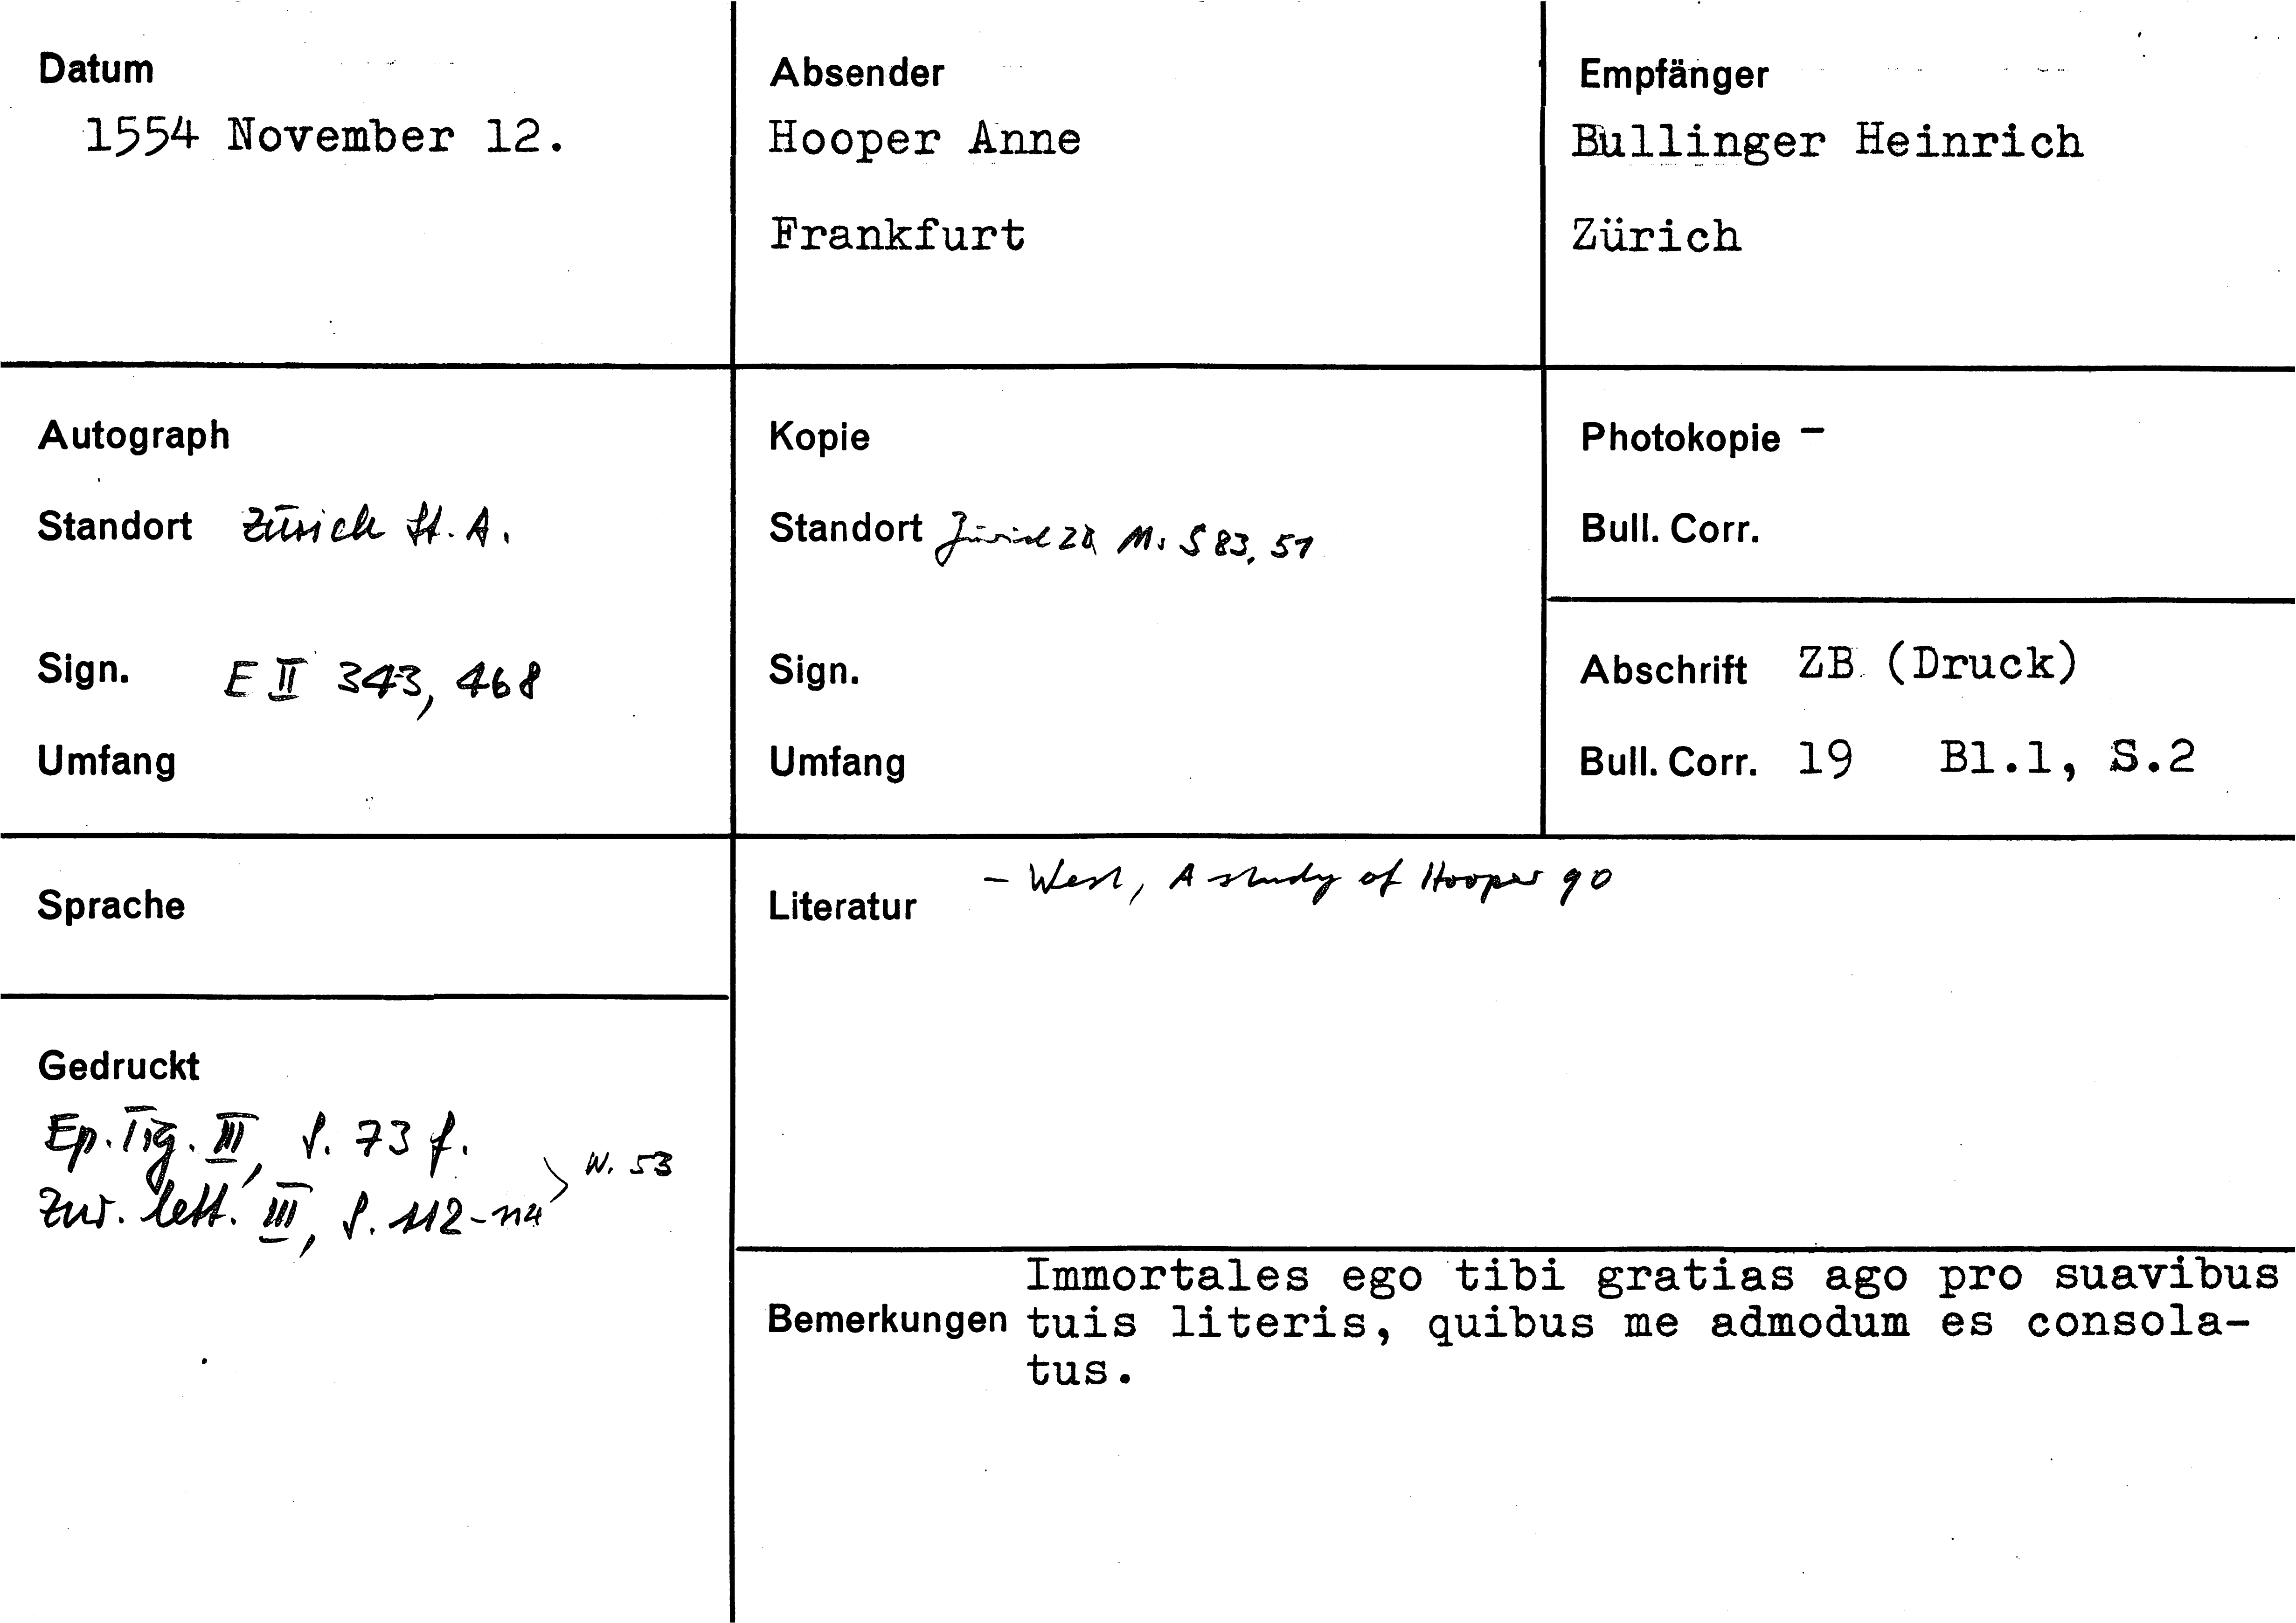 Datum
1554 November 12.
Absender
Hooper Anne
Frankfurt
Empfänger
Bullinger Heinrich
Zürich
Autograph
Standort Zürich St. A.
Sign. E II 343, 468
Umfang
Kopie
Standort Zürich ZB Ms S 83, 51
Sign.
Umfang
Photokopie -
Bull. Corr.
Abschrift ZB (Druck)
Bull. Corr. 19 Bl.1, S.2
Sprache
Literatur - West, A study of Hooper 90
Gedruckt
Ep. Tig. III, S. 73 f.
Zur. lett. III, S. 112-114
N. 53
Bemerkungen
Immortales ego tibi gratias ago pro suavibus
tuis literis, quibus me admodum es consola-
tus.